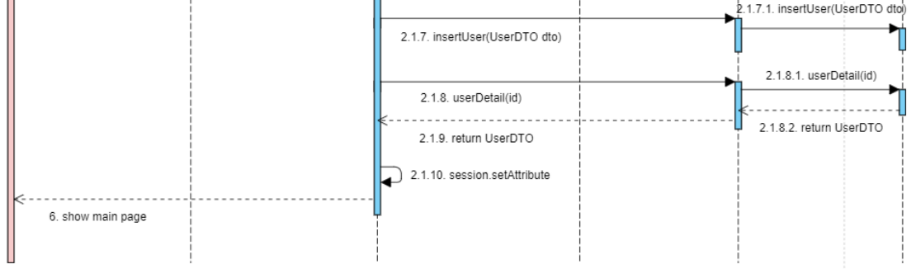 2.1.7.1. insertUser(UserDTO dto)
2.1.7. insertUser(UserDTO dto)
2.1.8.1. userDetail(id)
2.1.8. userDetail(id)
2.1.8.2. return UserDTO
2.1.9. return UserDTO
2.1.10. session.setAttribute
6. show main page